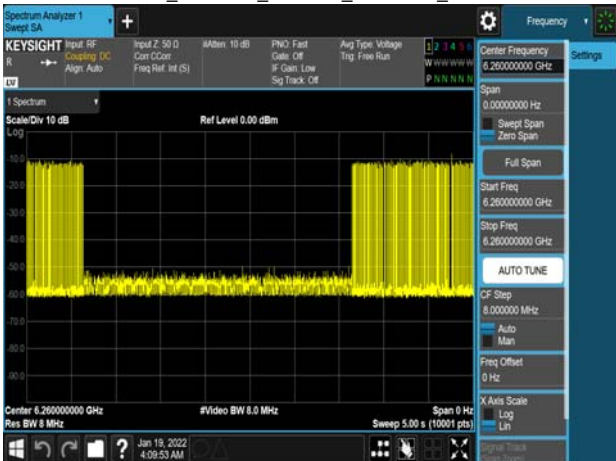 Spectrum Analyzer 1
Swept SA
+
Frequency
KEYSIGHT
R
LXI
Input: RF
Coupling: DC
Align: Auto
Input Z: 50 Ω
Corr CCorr
Freq Ref: Int (S)
#Atten: 10 dB
PNO: Fast
Gate: Off
IF Gain: Low
Sig Track: Off
Avg Type: Voltage
Trig: Free Run
1 2 3 4 5 6
W W W W W W
P N N N N N
Center Frequency
6.260000000 GHz
Settings
Span
0.00000000 Hz
Swept Span
Zero Span
Full Span
Start Freq
6.260000000 GHz
Stop Freq
6.260000000 GHz
AUTO TUNE
CF Step
8.000000 MHz
Auto
Man
Freq Offset
0 Hz
X Axis Scale
Log
Lin
Signal Track
(Span Zoom)
1 Spectrum
Scale/Div 10 dB
Ref Level 0.00 dBm
Log
-10.0
-20.0
-30.0
-40.0
-50.0
-60.0
-70.0
-80.0
-90.0
Center 6.260000000 GHz
#Video BW 8.0 MHz
Span 0 Hz
Res BW 8 MHz
Sweep 5.00 s (10001 pts)
?
Jan 19, 2022
4:09:53 AM